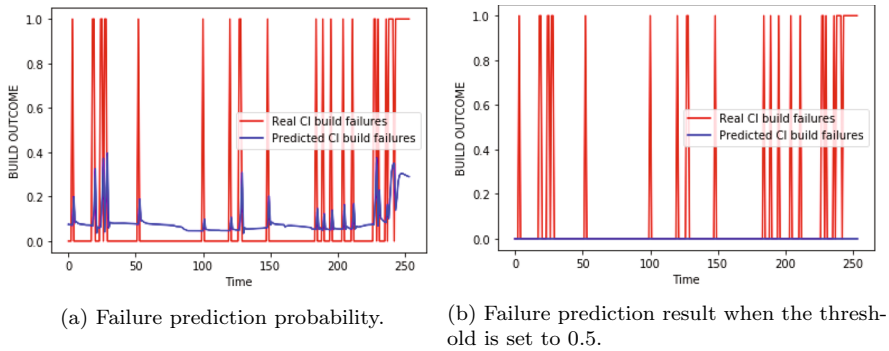 1.0
0.8
0.6
0.4
0.2
0.0
BUILD OUTCOME
Real CI build failures
Predicted CI build failures
0 50 100 150 200 250
Time
(a) Failure prediction probability.
1.0
0.8
0.6
0.4
0.2
0.0
BUILD OUTCOME
Real CI build failures
Predicted CI build failures
0 50 100 150 200 250
Time
(b) Failure prediction result when the thresh-
old is set to 0.5.